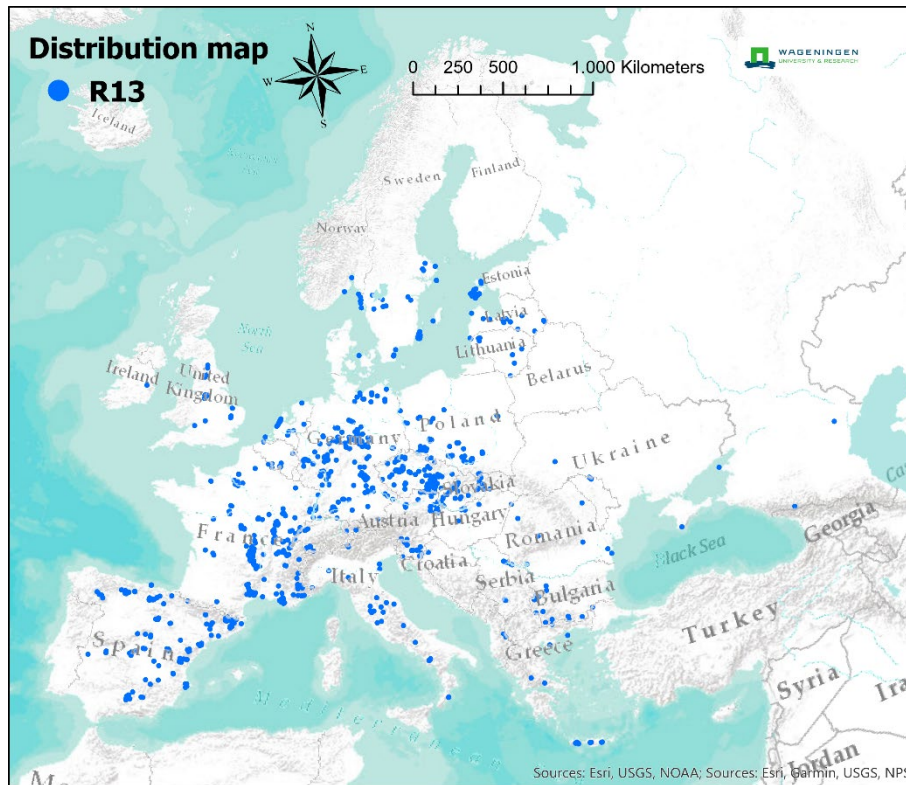 Distribution map
R13
N
W
E
S
0 250 500 1.000 Kilometers
WAGENINGEN
UNIVERSITY & RESEARCH
Iceland
Sweden
Finland
Norway
Estonia
Latvia
Lithuania
North
Sea
Ireland
United
Kingdom
Belarus
Poland
Germany
Ukraine
Slovakia
Austria
Hungary
France
Romania
Croatia
Italy
Serbia
Black Sea
Georgia
Bulgaria
Spain
Turkey
Greece
Syria
Jordan
Sources: Esri, USGS, NOAA; Sources: Esri, Garmin, USGS, NPS